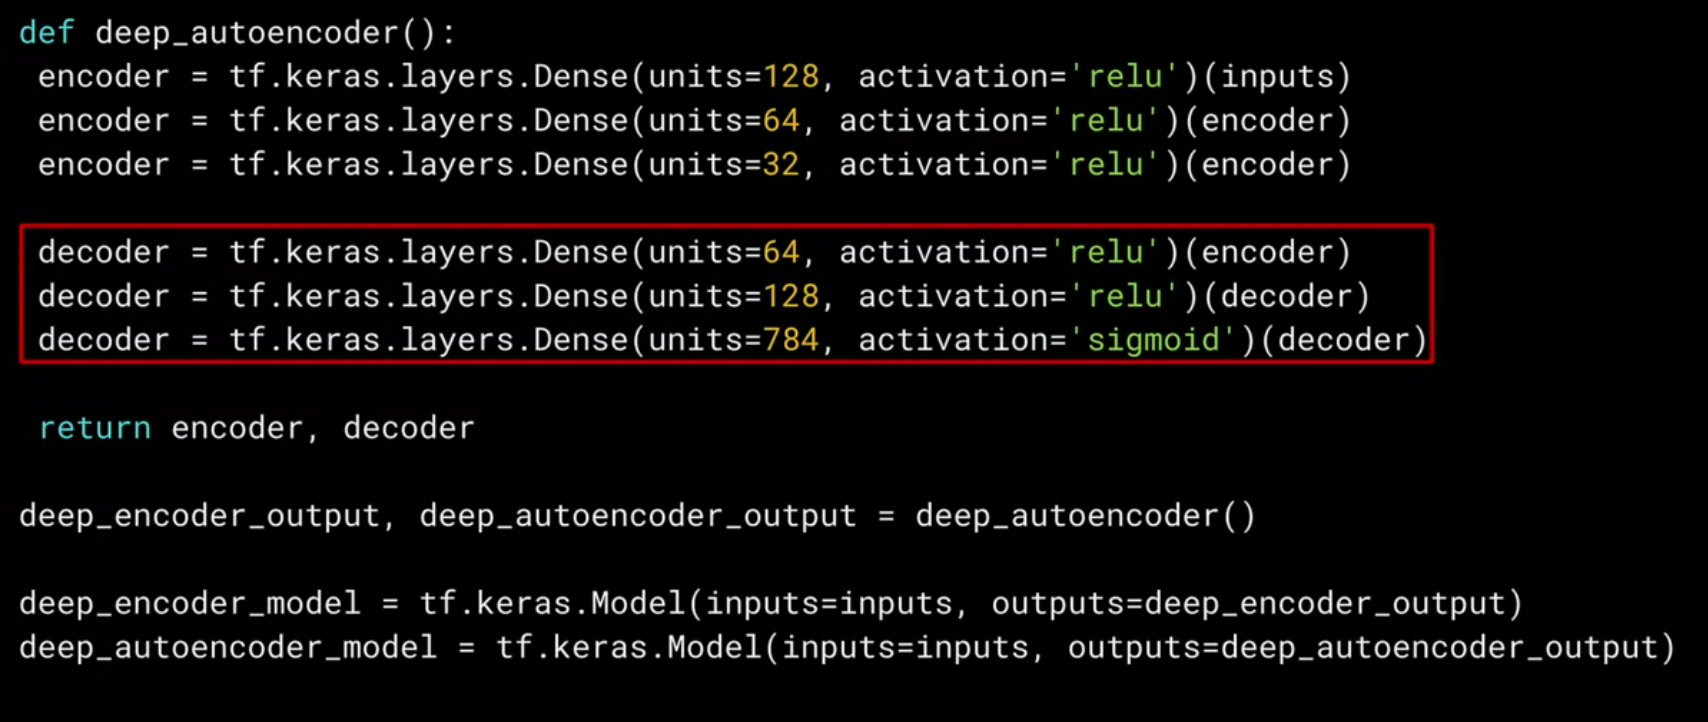 def deep_autoencoder():
 encoder = tf.keras.layers.Dense(units=128, activation='relu')(inputs)
 encoder = tf.keras.layers.Dense(units=64, activation='relu')(encoder)
 encoder = tf.keras.layers.Dense(units=32, activation='relu')(encoder)
 decoder = tf.keras.layers.Dense(units=64, activation='relu')(encoder)
 decoder = tf.keras.layers.Dense(units=128, activation='relu')(decoder)
 decoder = tf.keras.layers.Dense(units=784, activation='sigmoid')(decoder)
 return encoder, decoder
deep_encoder_output, deep_autoencoder_output = deep_autoencoder()
deep_encoder_model = tf.keras.Model(inputs=inputs, outputs=deep_encoder_output)
deep_autoencoder_model = tf.keras.Model(inputs=inputs, outputs=deep_autoencoder_output)